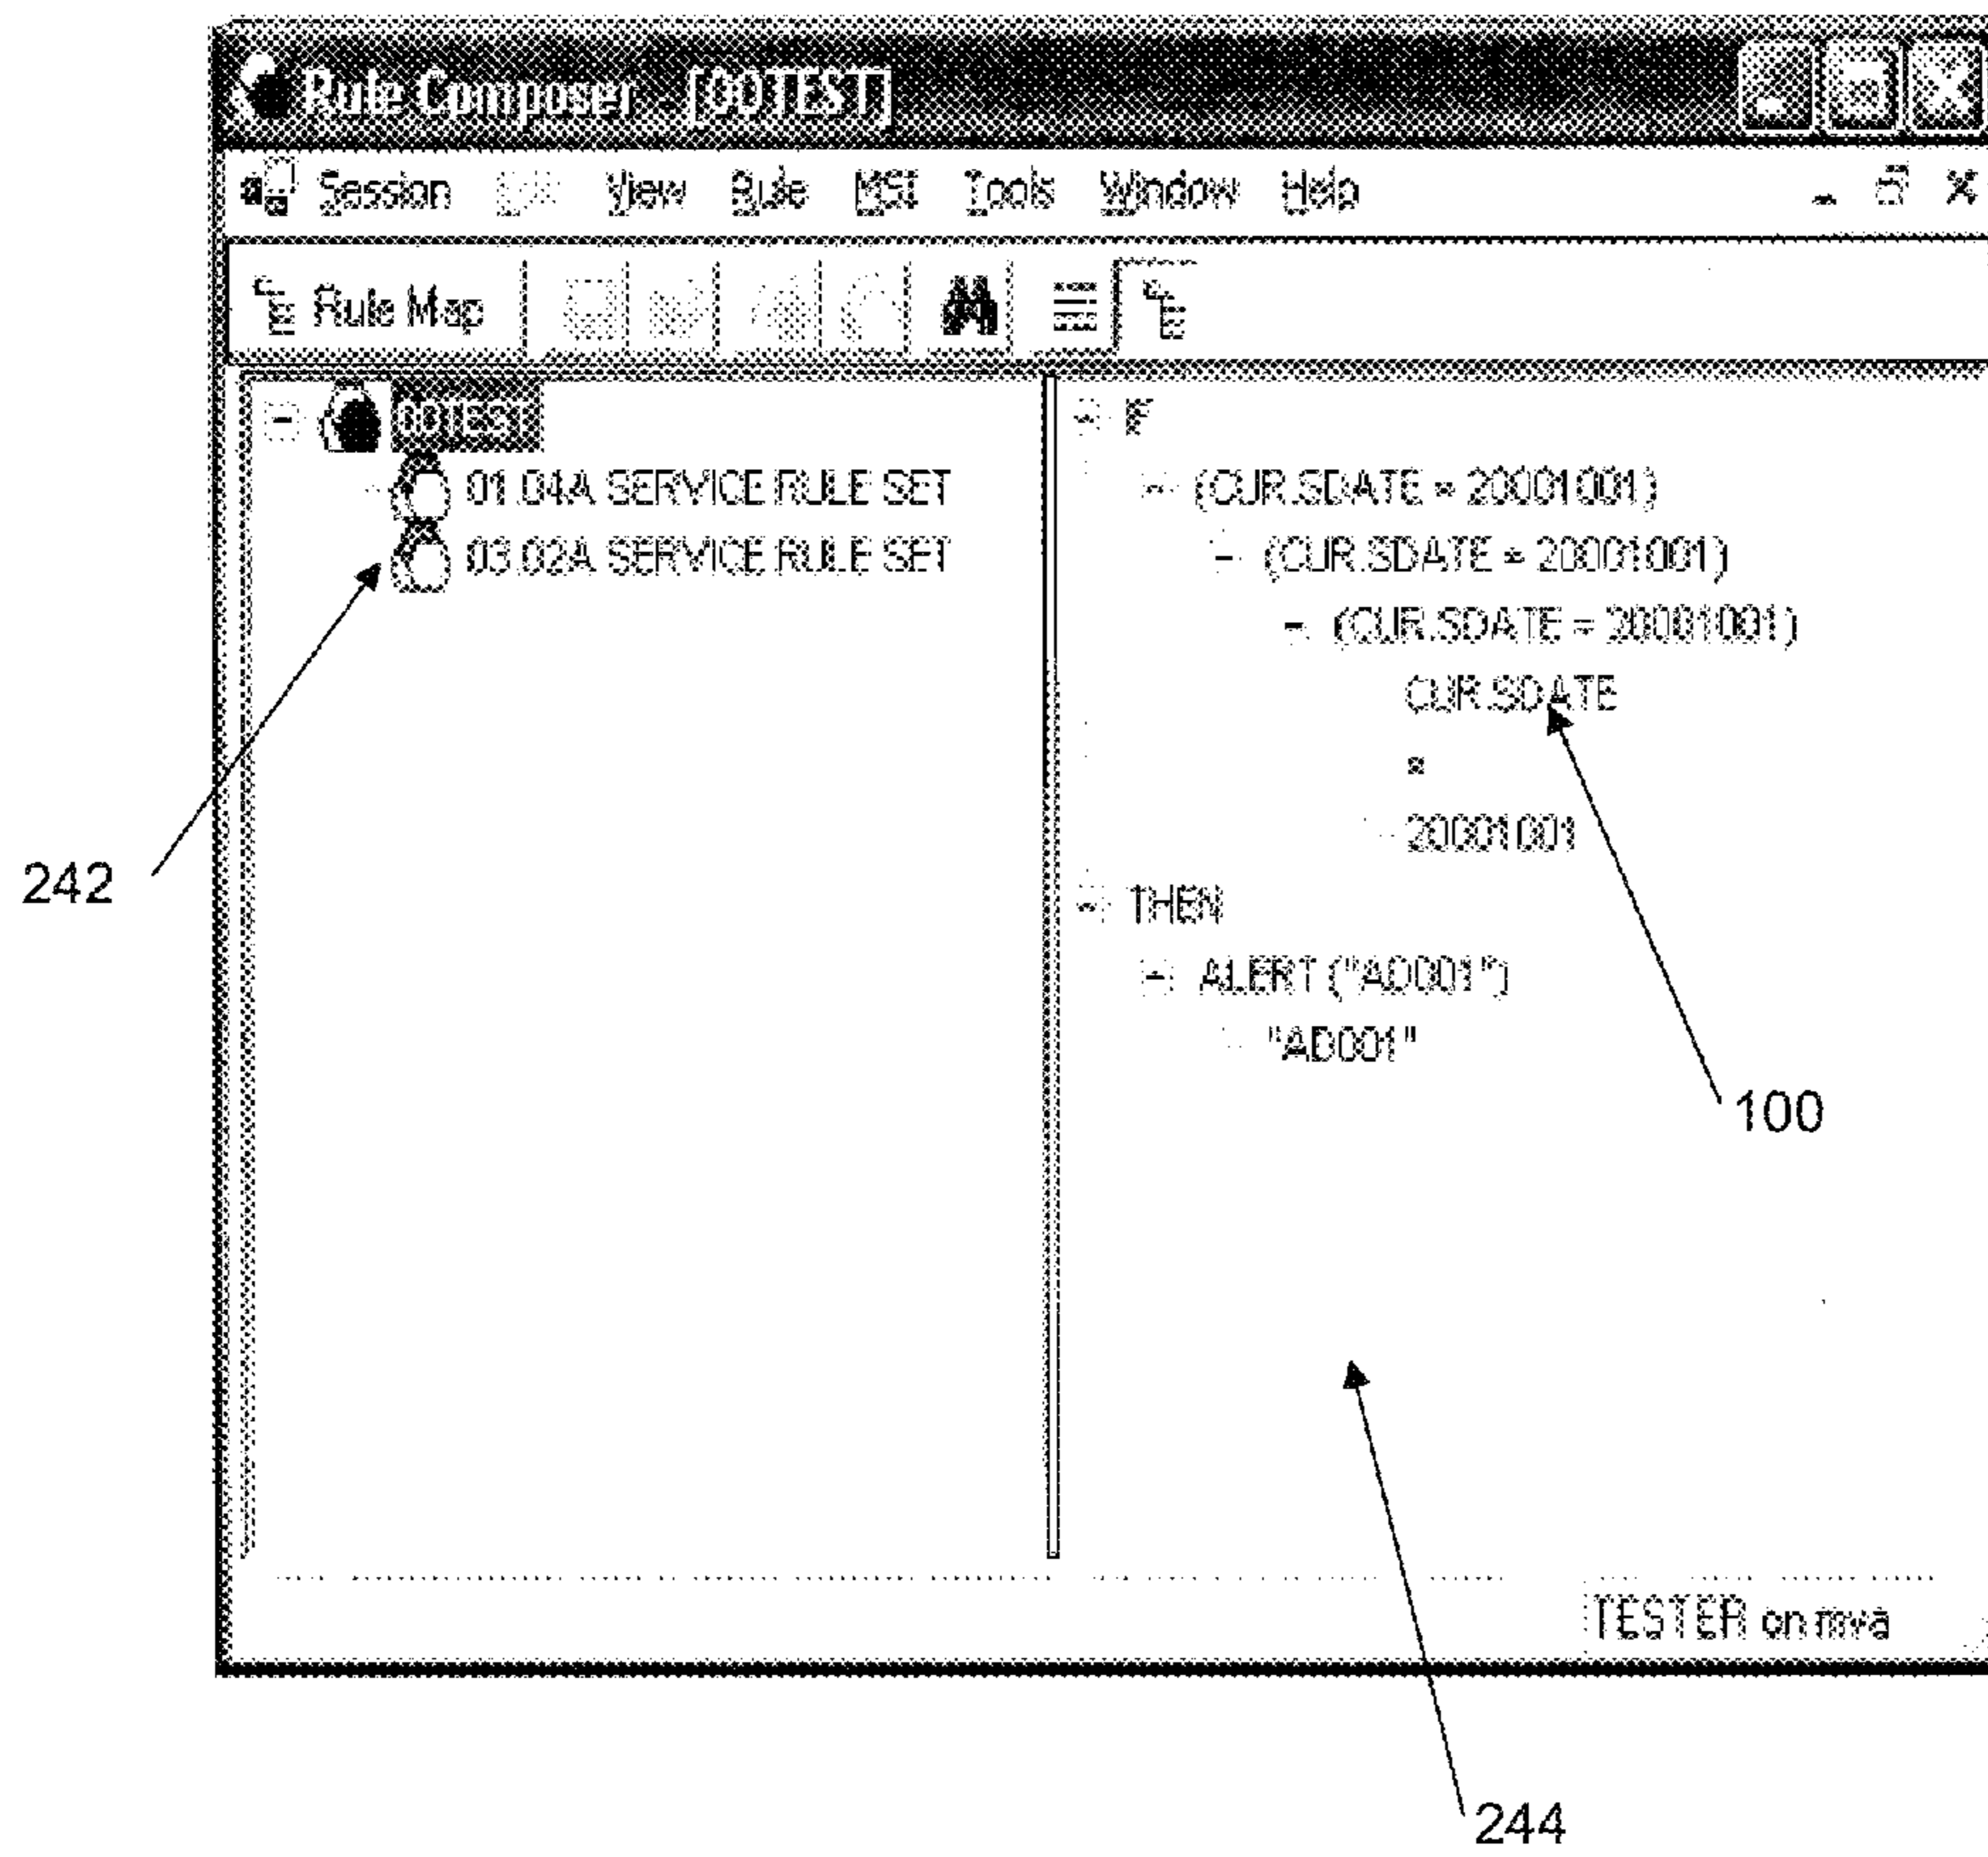 Rule Composer - [00TEST]
Session Edit View Rule MSI Tools Window Help
Rule Map
00TEST
01.04A SERVICE RULE SET
03.02A SERVICE RULE SET
IF
(CUR.SDATE = 20001001)
(CUR.SDATE = 20001001)
(CUR.SDATE = 20001001)
CUR.SDATE
=
20001001
THEN
ALERT ("AD001")
"AD001"
242
100
TESTER on mva
244